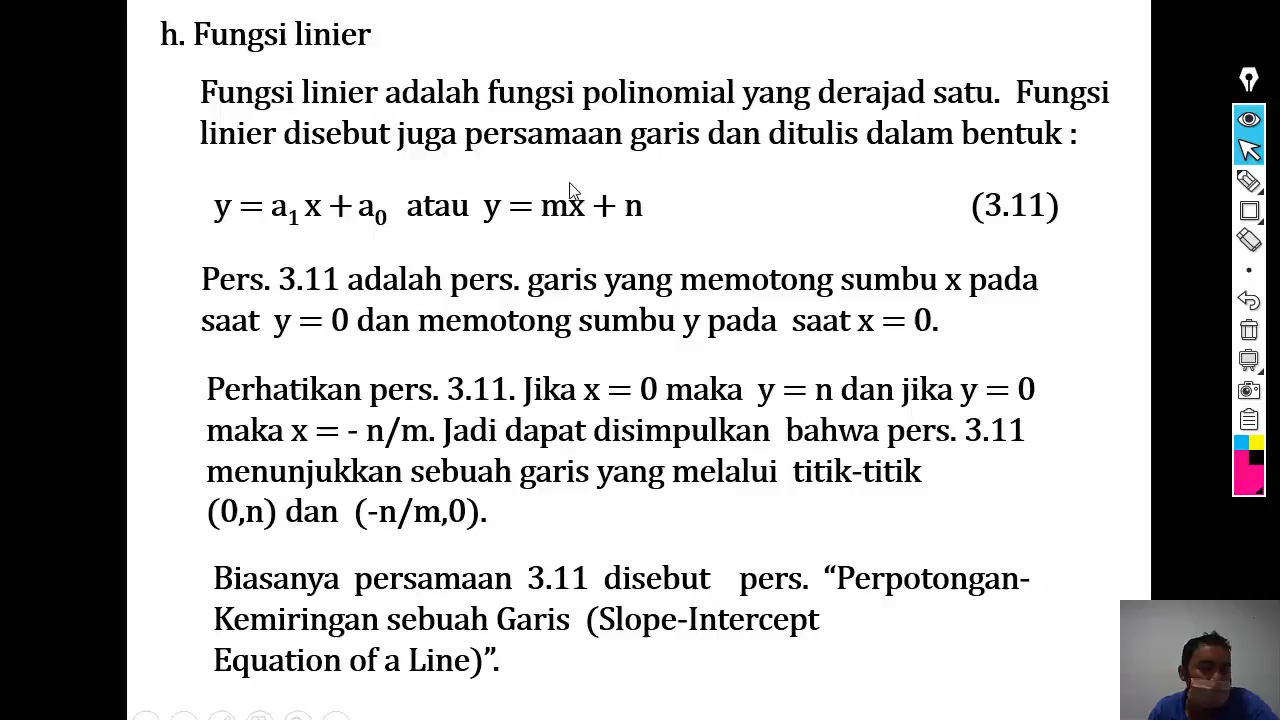 h. Fungsi linier
Fungsi linier adalah fungsi polinomial yang derajad satu. Fungsi
linier disebut juga persamaan garis dan ditulis dalam bentuk :
y = a₁ x + a₀ atau y = mx + n (3.11)
Pers. 3.11 adalah pers. garis yang memotong sumbu x pada
saat y = 0 dan memotong sumbu y pada saat x = 0.
Perhatikan pers. 3.11. Jika x = 0 maka y = n dan jika y = 0
maka x = - n/m. Jadi dapat disimpulkan bahwa pers. 3.11
menunjukkan sebuah garis yang melalui titik-titik
(0,n) dan (-n/m,0).
Biasanya persamaan 3.11 disebut pers. “Perpotongan-
Kemiringan sebuah Garis (Slope-Intercept
Equation of a Line)”.